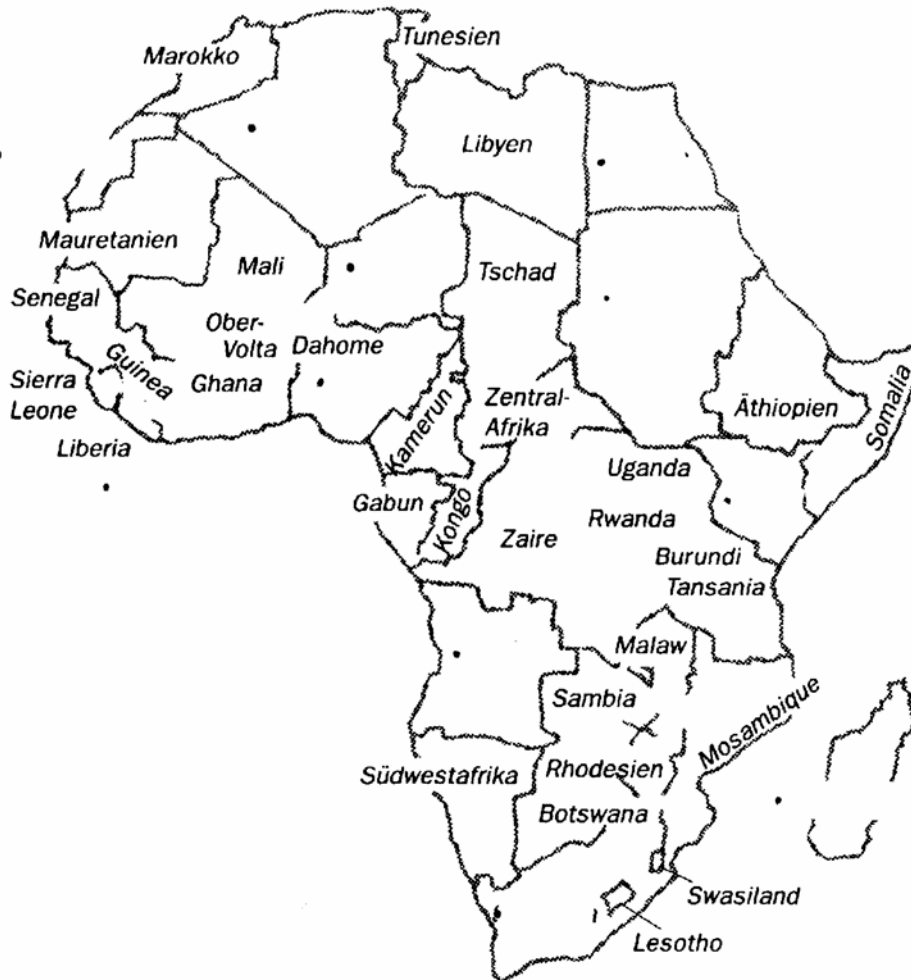 Marokko
Tunesien
Libyen
Mauretanien
Mali
Tschad
Senegal
Ober-
Volta
Dahome
Guinea
Ghana
Sierra
Leone
Liberia
Kamerun
Zentral-
Afrika
Äthiopien
Somalia
Gabun
Kongo
Uganda
Zaire
Rwanda
Burundi
Tansania
Malaw
Sambia
Mosambique
Südwestafrika
Rhodesien
Botswana
Swasiland
Lesotho